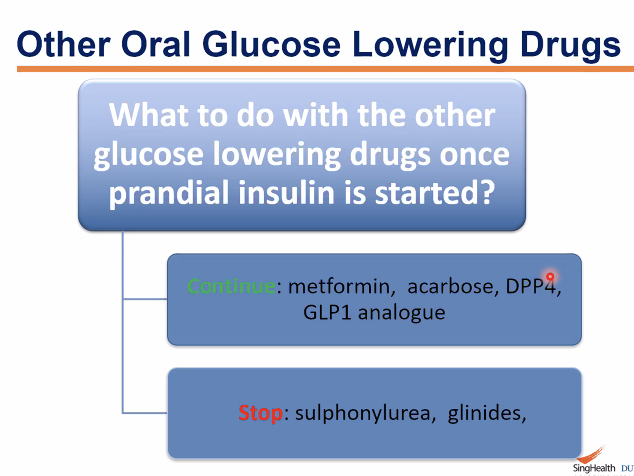 Other Oral Glucose Lowering Drugs
What to do with the other
glucose lowering drugs once
prandial insulin is started?
Continue: metformin, acarbose, DPP4,
GLP1 analogue
Stop: sulphonylurea, glinides,
SingHealth DU